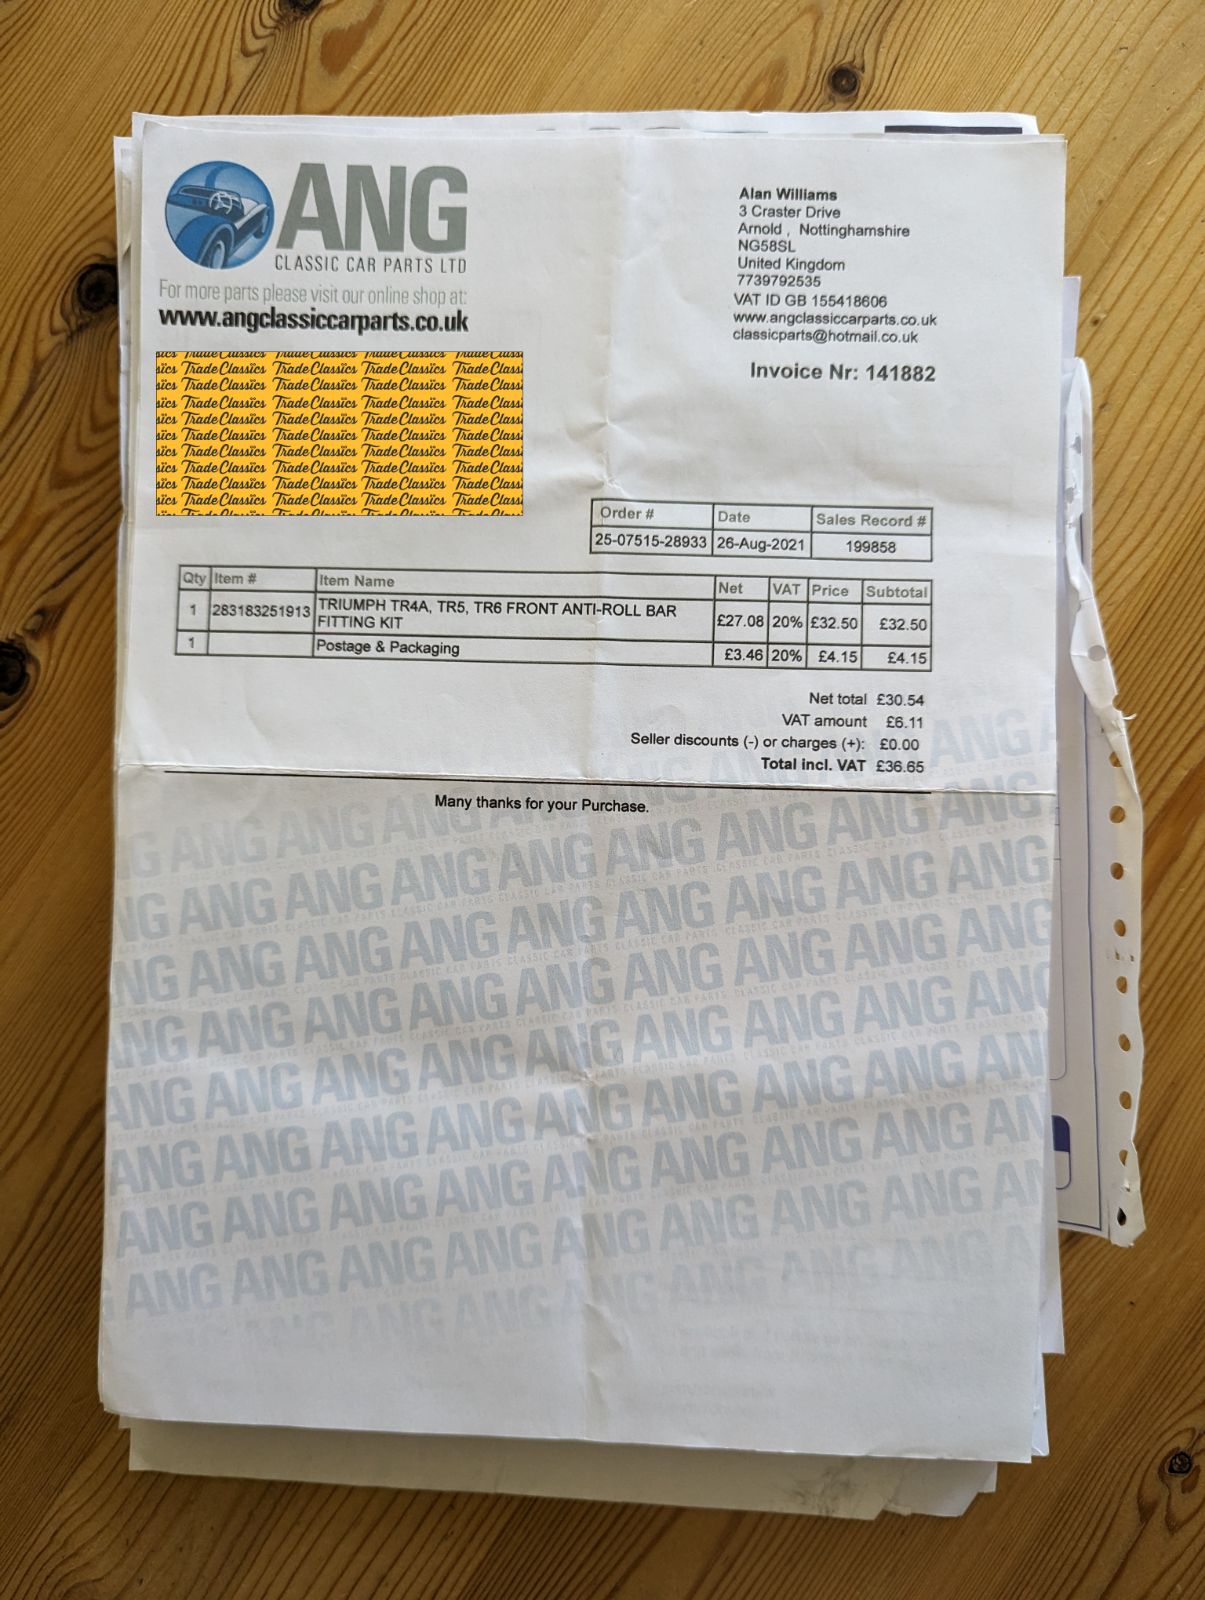 ANG
CLASSIC CAR PARTS LTD
For more parts please visit our online shop at:
www.angclassiccarparts.co.uk
Alan Williams
3 Craster Drive
Arnold , Nottinghamshire
NG58SL
United Kingdom
7739792535
VAT ID GB 155418606
www.angclassiccarparts.co.uk
classicparts@hotmail.co.uk
Invoice Nr: 141882
Trade Classics
Order # Date Sales Record #
25-07515-28933 26-Aug-2021 199858
Qty Item # Item Name Net VAT Price Subtotal
1 283183251913 TRIUMPH TR4A, TR5, TR6 FRONT ANTI-ROLL BAR FITTING KIT £27.08 20% £32.50 £32.50
1 Postage & Packaging £3.46 20% £4.15 £4.15
Net total £30.54
VAT amount £6.11
Seller discounts (-) or charges (+): £0.00
Total incl. VAT £36.65
Many thanks for your Purchase.
ANG CLASSIC CAR PARTS